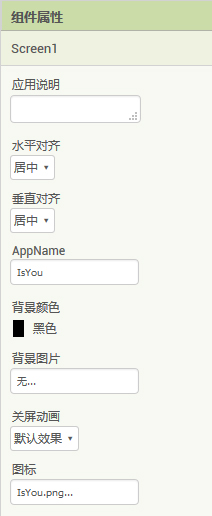 组件属性
Screen1
应用说明
水平对齐
居中
垂直对齐
居中
AppName
IsYou
背景颜色
黑色
背景图片
无...
关屏动画
默认效果
图标
IsYou.png...